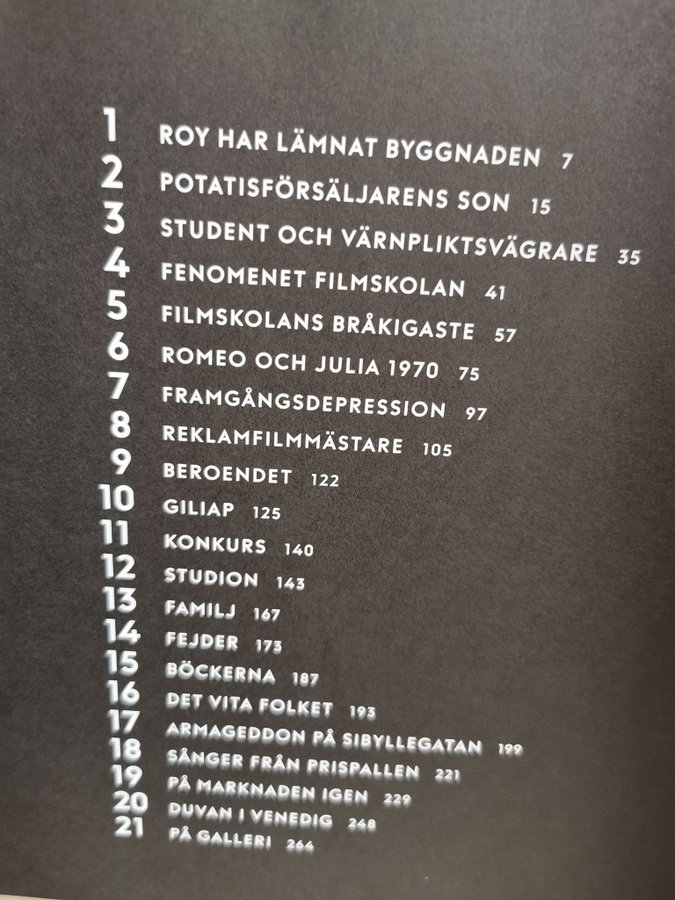 1 ROY HAR LÄMNAT BYGGNADEN 7
2 POTATISFÖRSÄLJARENS SON 15
3 STUDENT OCH VÄRNPLIKTSVÄGRARE 35
4 FENOMENET FILMSKOLAN 41
5 FILMSKOLANS BRÅKIGASTE 57
6 ROMEO OCH JULIA 1970 75
7 FRAMGÅNGSDEPRESSION 97
8 REKLAMFILMMÄSTARE 105
9 BEROENDET 122
10 GILIAP 125
11 KONKURS 140
12 STUDION 143
13 FAMILJ 167
14 FEJDER 173
15 BÖCKERNA 187
16 DET VITA FOLKET 193
17 ARMAGEDDON PÅ SIBYLLEGATAN 199
18 SÅNGER FRÅN PRISPALLEN 221
19 PÅ MARKNADEN IGEN 229
20 DUVAN I VENEDIG 248
21 PÅ GALLERI 264